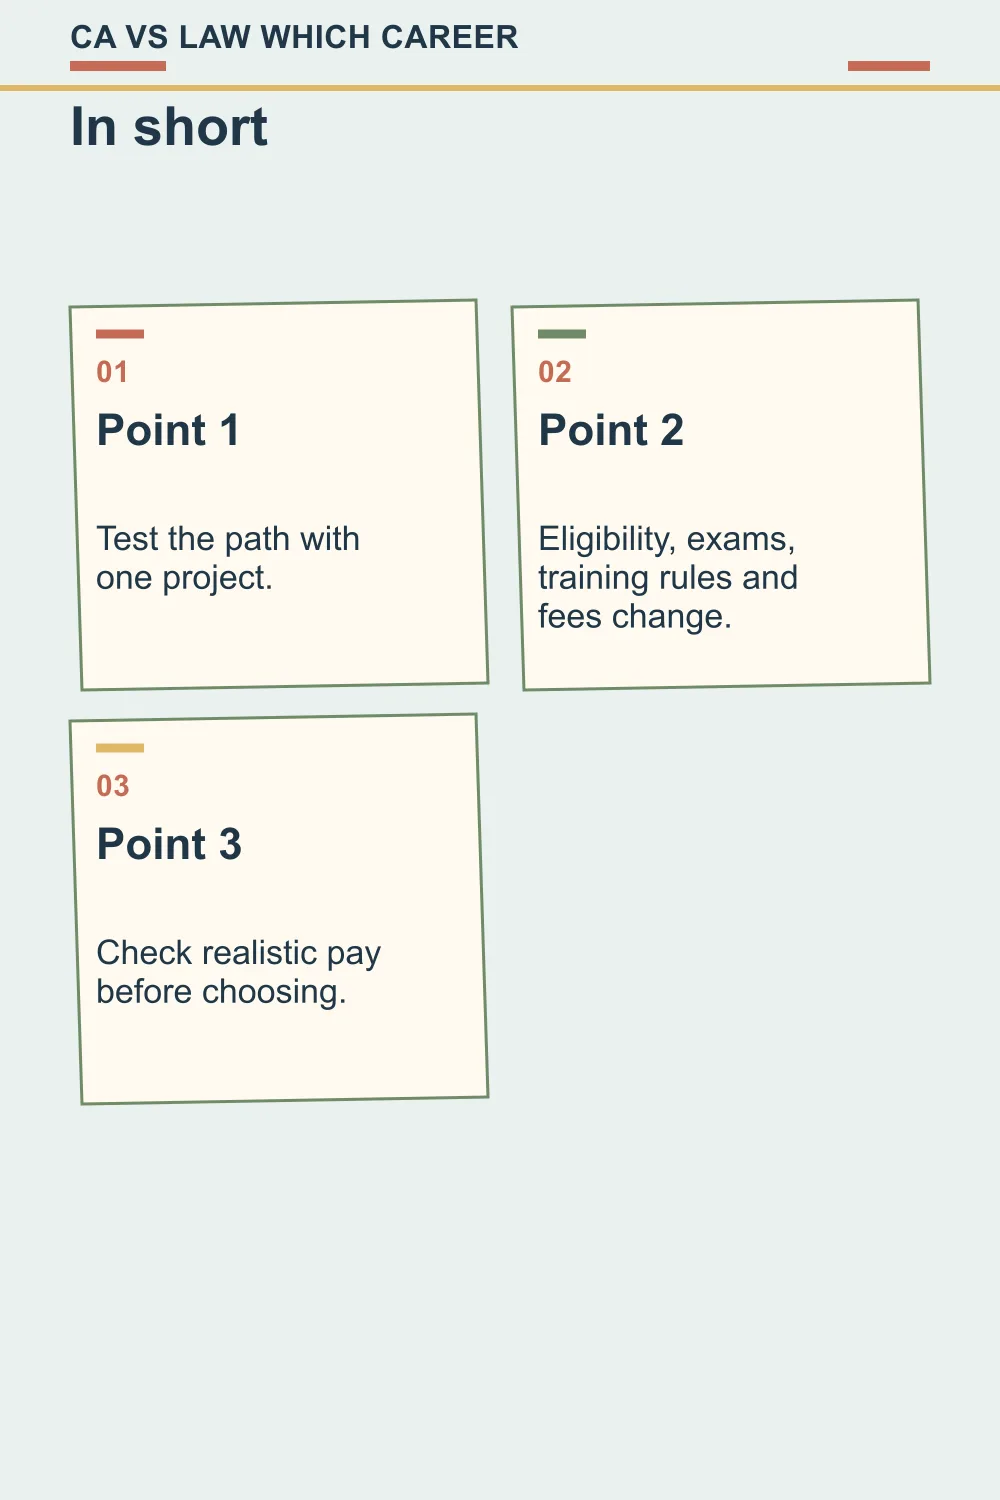 CA VS LAW WHICH CAREER
In short
01
Point 1
Test the path with
one project.
02
Point 2
Eligibility, exams,
training rules and
fees change.
03
Point 3
Check realistic pay
before choosing.